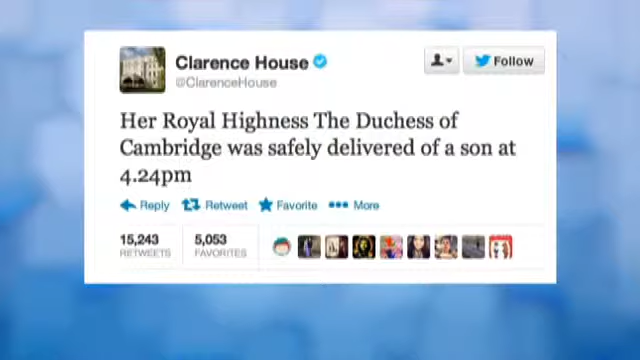 Clarence House
@ClarenceHouse
Follow
Her Royal Highness The Duchess of
Cambridge was safely delivered of a son at
4.24pm
Reply Retweet Favorite More
15,243 5,053
RETWEETS FAVORITES